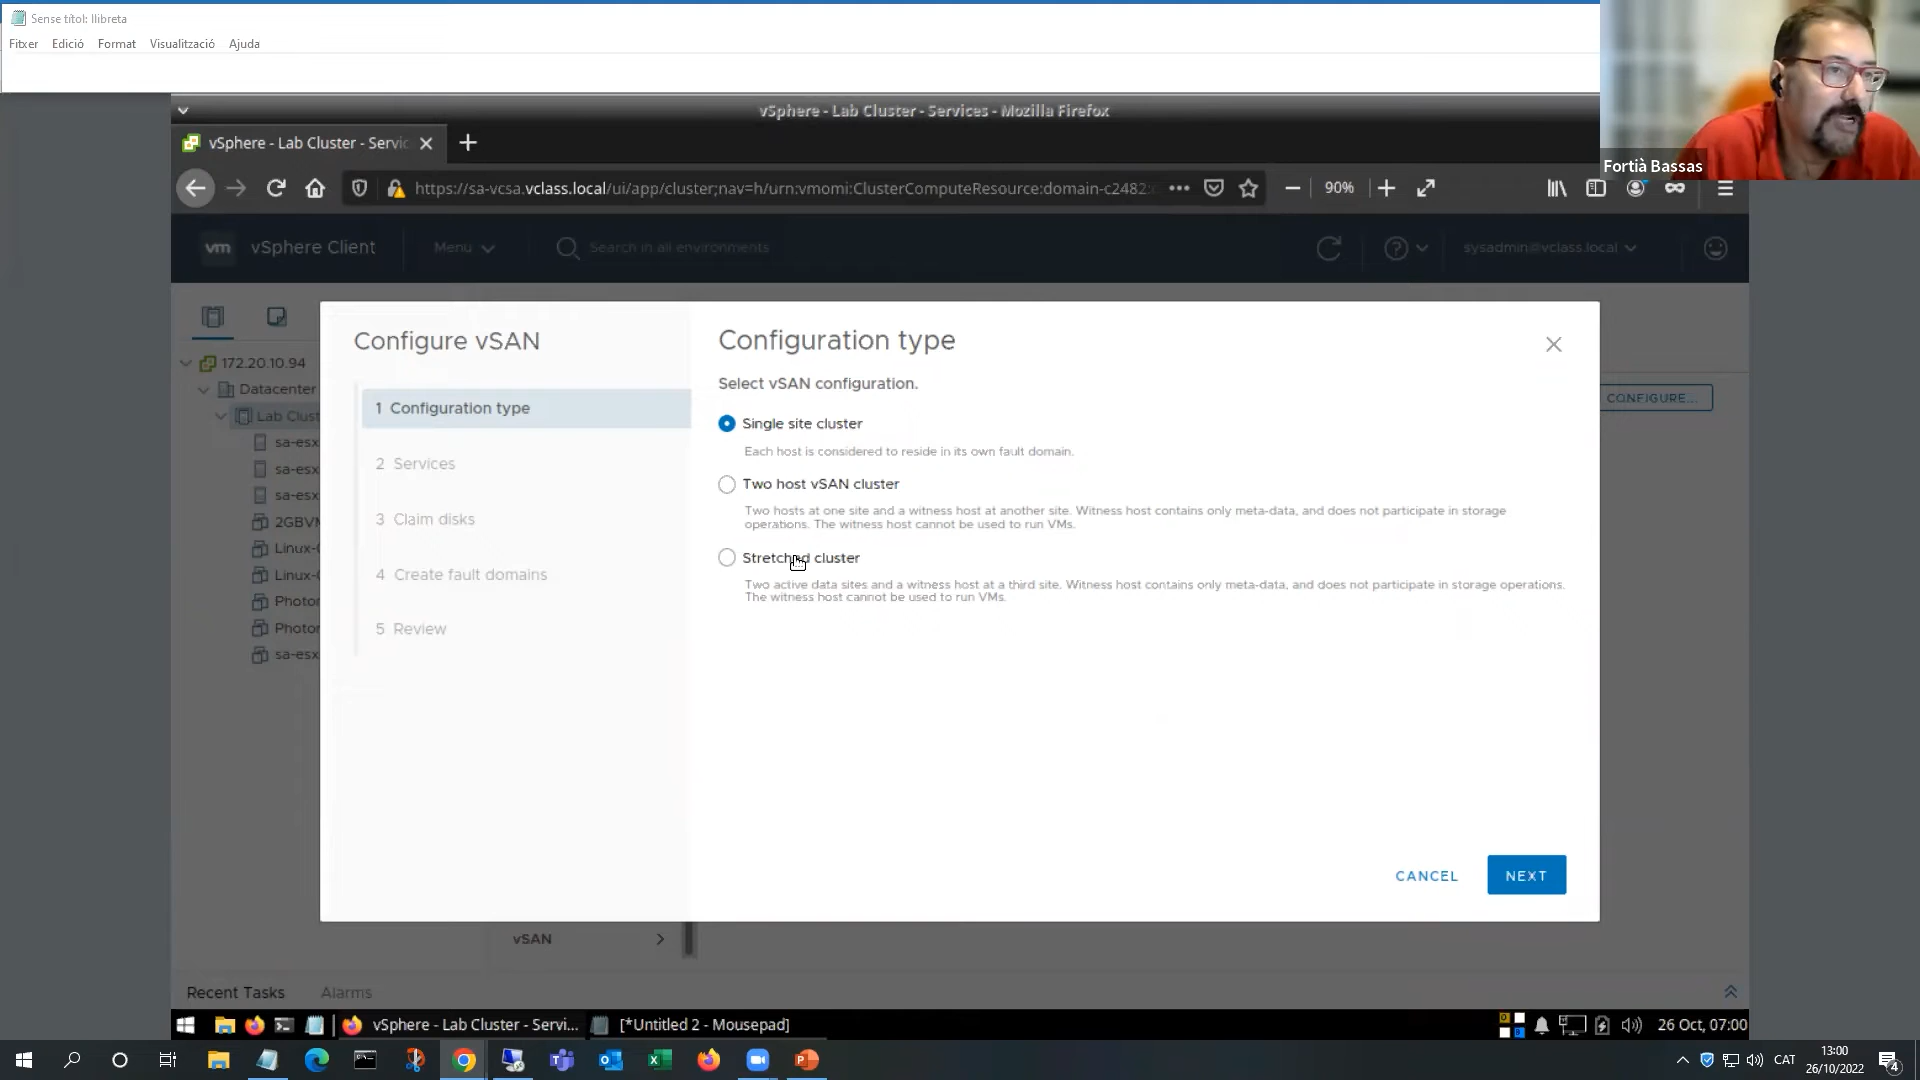 Sense títol: llibreta
Fitxer Edició Format Visualització Ajuda
Fortià Bassas
vSphere - Lab Cluster - Services - Mozilla Firefox
vSphere - Lab Cluster - Servic
https://sa-vcsa.vclass.local/ui/app/cluster;nav=h/urn:vmomi:ClusterComputeResource:domain-c2482:
90%
vm vSphere Client Menu Search in all environments sysadmin@vclass.local
172.20.10.94
Datacenter
Lab Clust
sa-esx
sa-esx
sa-esx
2GBVM
Linux-
Linux-
Photon
Photon
sa-esx
CONFIGURE...
Configure vSAN
1 Configuration type
2 Services
3 Claim disks
4 Create fault domains
5 Review
Configuration type
Select vSAN configuration.
Single site cluster
Each host is considered to reside in its own fault domain.
Two host vSAN cluster
Two hosts at one site and a witness host at another site. Witness host contains only meta-data, and does not participate in storage
operations. The witness host cannot be used to run VMs.
Stretched cluster
Two active data sites and a witness host at a third site. Witness host contains only meta-data, and does not participate in storage operations.
The witness host cannot be used to run VMs.
CANCEL NEXT
vSAN
Recent Tasks Alarms
vSphere - Lab Cluster - Servi... [*Untitled 2 - Mousepad] 26 Oct, 07:00
CAT 13:00
26/10/2022
4